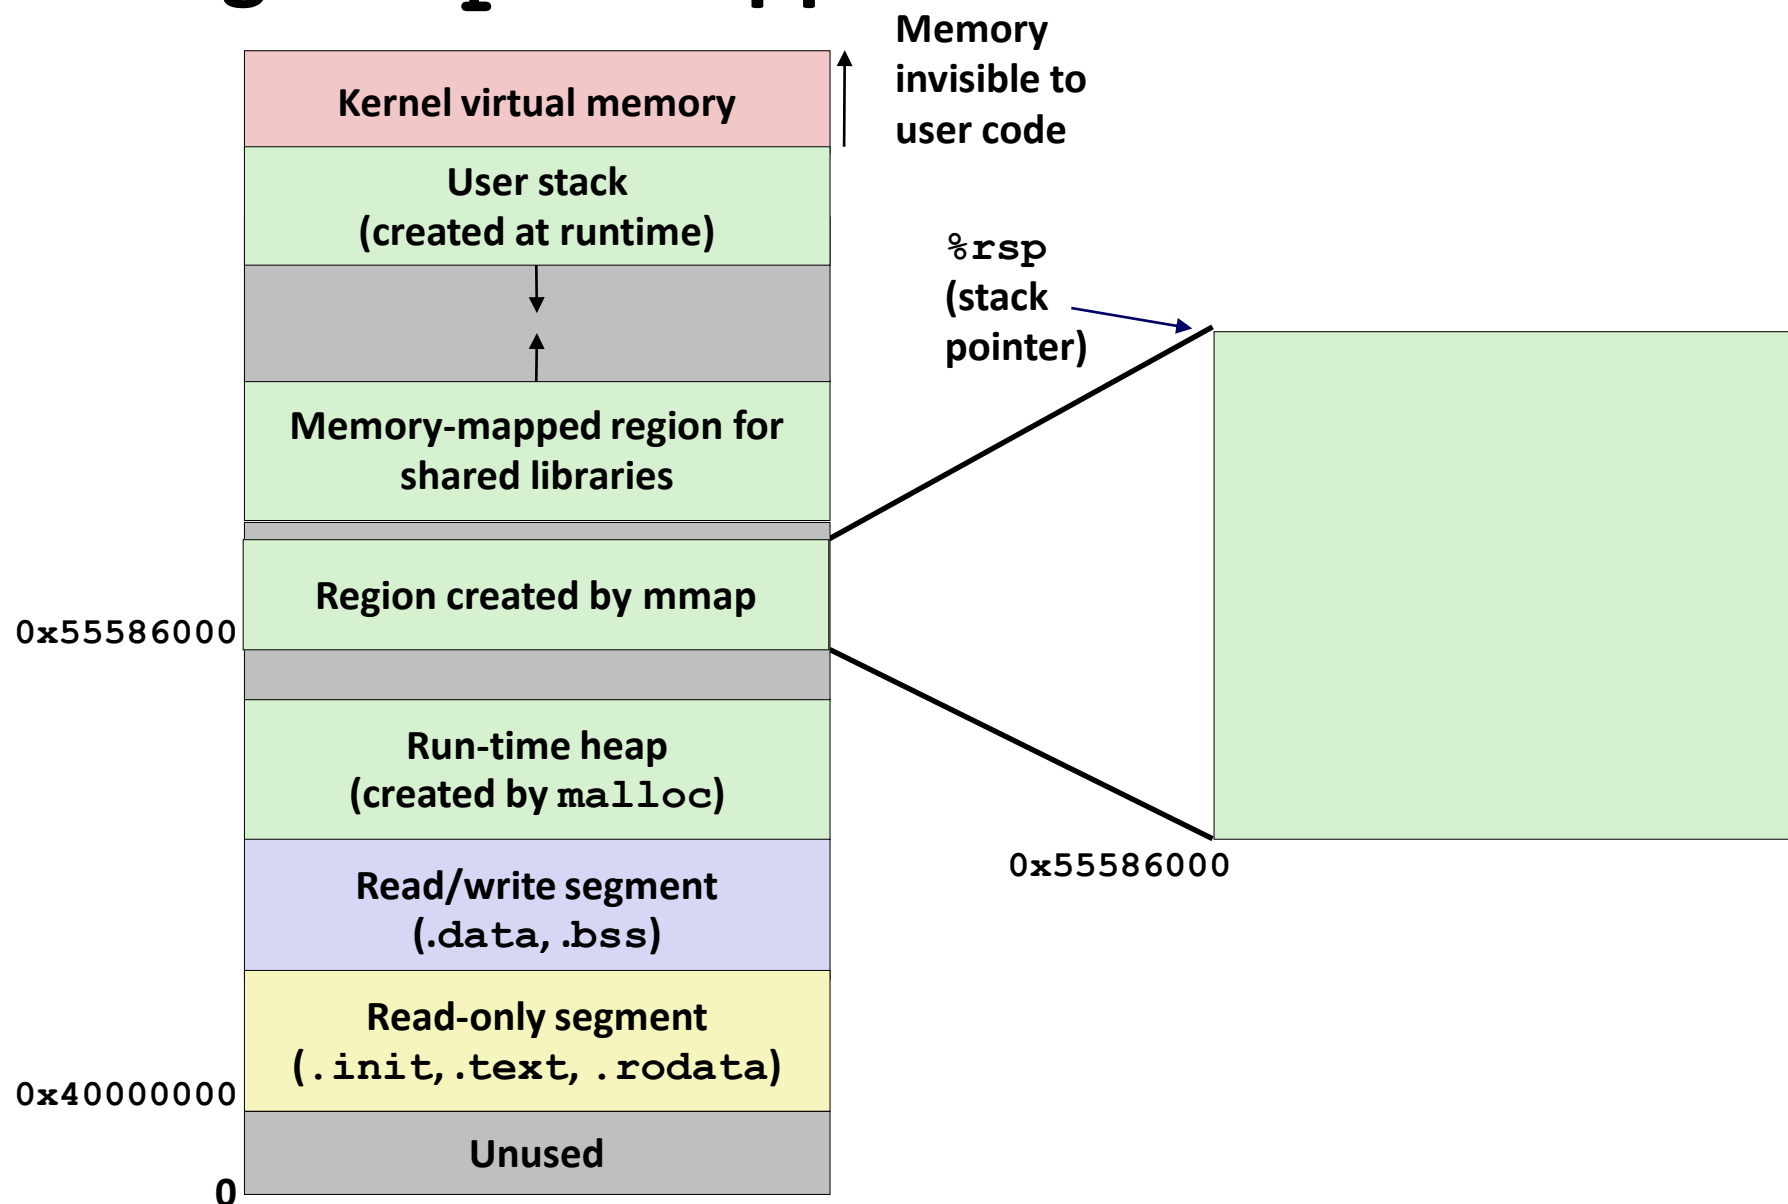 Memory
invisible to
user code
Kernel virtual memory
User stack
(created at runtime)
%rsp
(stack
pointer)
Memory-mapped region for
shared libraries
Region created by mmap
0x55586000
Run-time heap
(created by malloc)
0x55586000
Read/write segment
(.data, .bss)
Read-only segment
(.init, .text, .rodata)
0x40000000
Unused
0